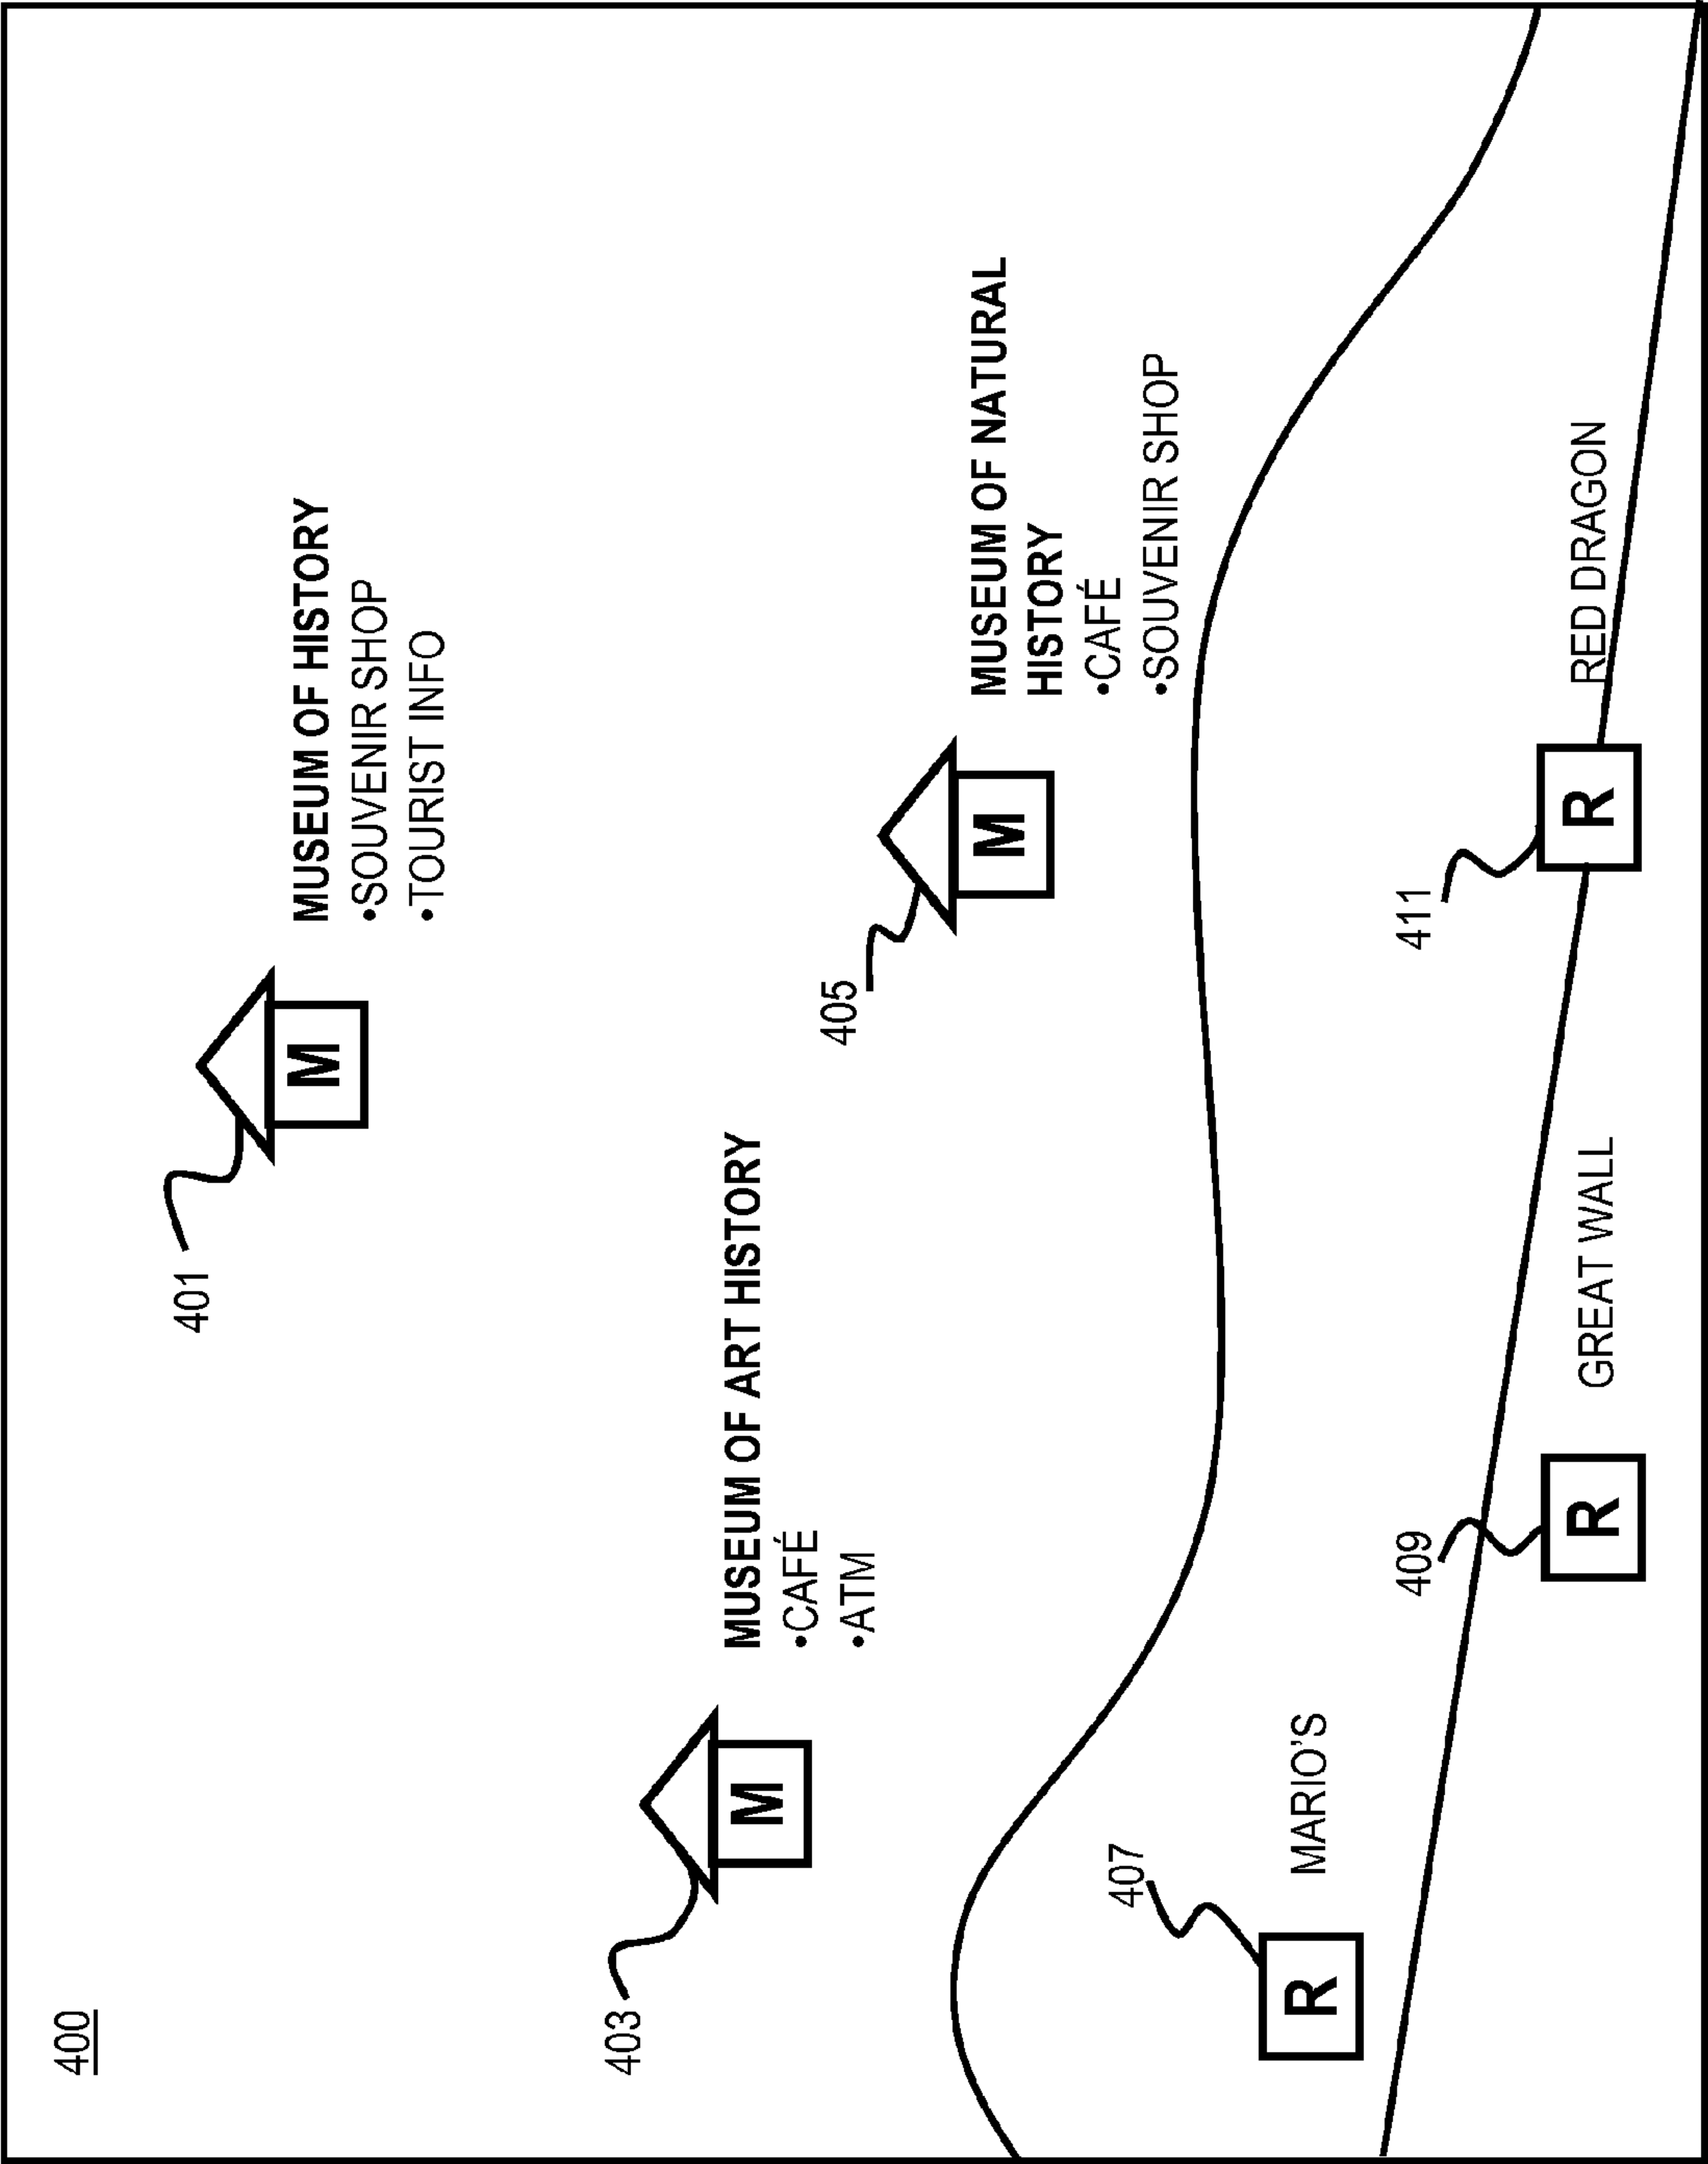 400
401
M
MUSEUM OF HISTORY
•SOUVENIR SHOP
•TOURIST INFO
403
M
MUSEUM OF ART HISTORY
•CAFÉ
•ATM
405
M
MUSEUM OF NATURAL
HISTORY
•CAFÉ
•SOUVENIR SHOP
407
R
MARIO'S
409
R
GREAT WALL
411
R
RED DRAGON